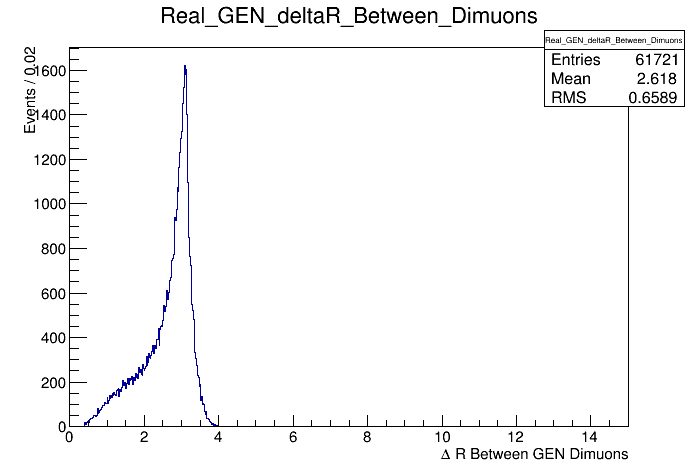 Real_GEN_deltaR_Between_Dimuons
Real_GEN_deltaR_Between_Dimuons
Entries 61721
Mean 2.618
RMS 0.6589
Events / 0.02
1600
1400
1200
1000
800
600
400
200
0
0 2 4 6 8 10 12 14
Δ R Between GEN Dimuons